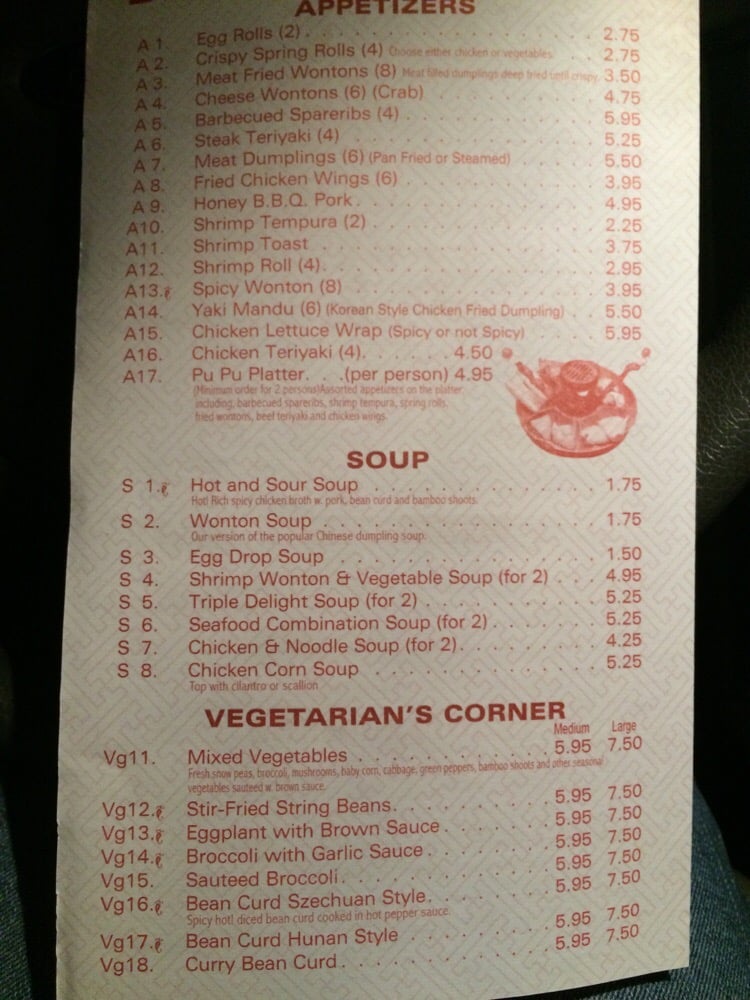 APPETIZERS
A 1. Egg Rolls (2) 2.75
A 2. Crispy Spring Rolls (4) Choose either chicken or vegetables. 2.75
A 3. Meat Fried Wontons (8) Meat filled dumplings deep fried until crispy. 3.50
A 4. Cheese Wontons (6) (Crab) 4.75
A 5. Barbecued Spareribs (4) 5.95
A 6. Steak Teriyaki (4) 5.25
A 7. Meat Dumplings (6) (Pan Fried or Steamed) 5.50
A 8. Fried Chicken Wings (6) 3.95
A 9. Honey B.B.Q. Pork 4.95
A10. Shrimp Tempura (2) 2.25
A11. Shrimp Toast 3.75
A12. Shrimp Roll (4) 2.95
A13. Spicy Wonton (8) 3.95
A14. Yaki Mandu (6) (Korean Style Chicken Fried Dumpling) 5.50
A15. Chicken Lettuce Wrap (Spicy or not Spicy) 5.95
A16. Chicken Teriyaki (4) 4.50
A17. Pu Pu Platter (per person) 4.95
(Minimum order for 2 persons)Assorted appetizers on the platter
including, barbecued spareribs, shrimp tempura, spring rolls,
fried wontons, beef teriyaki and chicken wings.
SOUP
S 1. Hot and Sour Soup 1.75
Hot! Rich spicy chicken broth w. pork, bean curd and bamboo shoots.
S 2. Wonton Soup 1.75
Our version of the popular Chinese dumpling soup.
S 3. Egg Drop Soup 1.50
S 4. Shrimp Wonton & Vegetable Soup (for 2) 4.95
S 5. Triple Delight Soup (for 2) 5.25
S 6. Seafood Combination Soup (for 2) 5.25
S 7. Chicken & Noodle Soup (for 2) 4.25
S 8. Chicken Corn Soup 5.25
Top with cilantro or scallion
VEGETARIAN'S CORNER
Medium Large
Vg11. Mixed Vegetables 5.95 7.50
Fresh snow peas, broccoli, mushrooms, baby corn, cabbage, green peppers, bamboo shoots and other seasonal
vegetables sauteed w. brown sauce.
Vg12. Stir-Fried String Beans 5.95 7.50
Vg13. Eggplant with Brown Sauce 5.95 7.50
Vg14. Broccoli with Garlic Sauce 5.95 7.50
Vg15. Sauteed Broccoli 5.95 7.50
Vg16. Bean Curd Szechuan Style 5.95 7.50
Spicy hot! diced bean curd cooked in hot pepper sauce.
Vg17. Bean Curd Hunan Style 5.95 7.50
Vg18. Curry Bean Curd 5.95 7.50